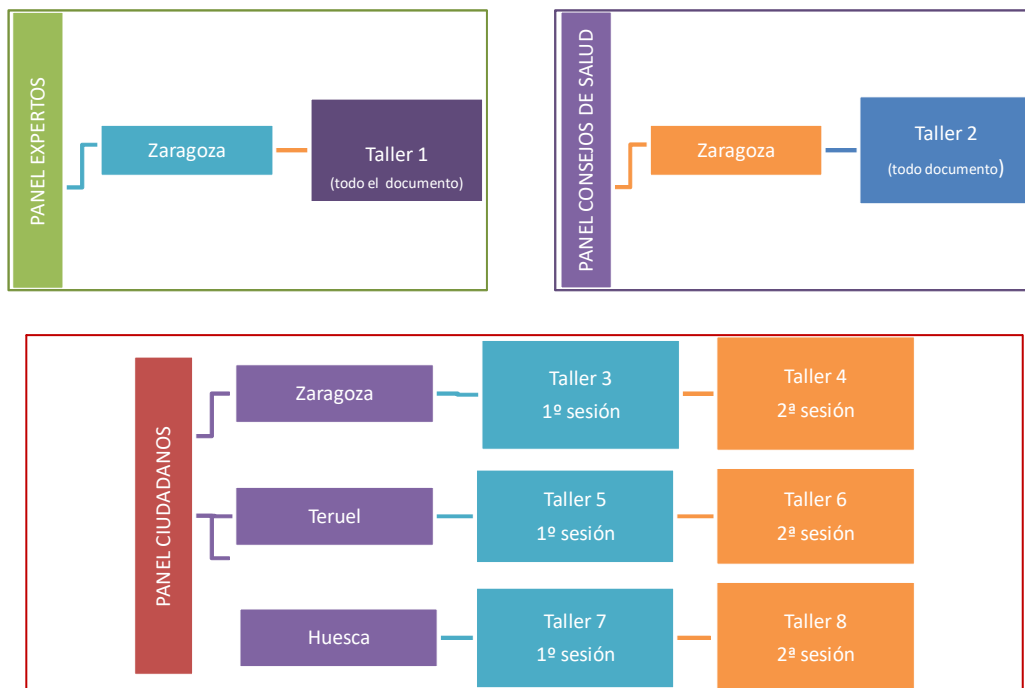 PANEL EXPERTOS
Zaragoza
Taller 1
(todo el documento)
PANEL CONSEJOS DE SALUD
Zaragoza
Taller 2
(todo documento)
PANEL CIUDADANOS
Zaragoza
Taller 3
1º sesión
Taller 4
2ª sesión
Teruel
Taller 5
1º sesión
Taller 6
2ª sesión
Huesca
Taller 7
1º sesión
Taller 8
2ª sesión